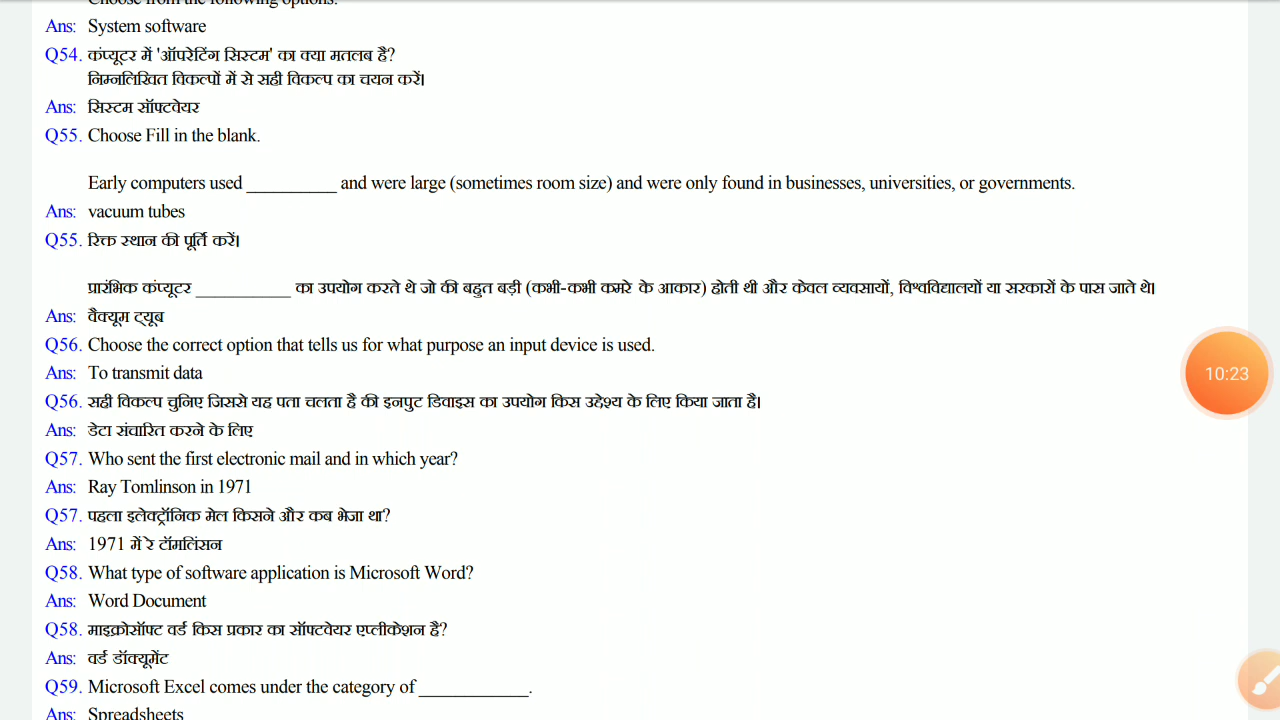 Choose from the following options.
Ans: System software
Q54. कंप्यूटर में 'ऑपरेटिंग सिस्टम' का क्या मतलब है?
निम्नलिखित विकल्पों में से सही विकल्प का चयन करें।
Ans: सिस्टम सॉफ्टवेयर
Q55. Choose Fill in the blank.
Early computers used __________ and were large (sometimes room size) and were only found in businesses, universities, or governments.
Ans: vacuum tubes
Q55. रिक्त स्थान की पूर्ति करें।
प्रारंभिक कंप्यूटर __________ का उपयोग करते थे जो की बहुत बड़ी (कभी-कभी कमरे के आकार) होती थी और केवल व्यवसायों, विश्वविद्यालयों या सरकारों के पास जाते थे।
Ans: वैक्यूम ट्यूब
Q56. Choose the correct option that tells us for what purpose an input device is used.
Ans: To transmit data
Q56. सही विकल्प चुनिए जिससे यह पता चलता है की इनपुट डिवाइस का उपयोग किस उद्देश्य के लिए किया जाता है।
Ans: डेटा संचारित करने के लिए
Q57. Who sent the first electronic mail and in which year?
Ans: Ray Tomlinson in 1971
Q57. पहला इलेक्ट्रॉनिक मेल किसने और कब भेजा था?
Ans: 1971 में रे टॉमलिंसन
Q58. What type of software application is Microsoft Word?
Ans: Word Document
Q58. माइक्रोसॉफ्ट वर्ड किस प्रकार का सॉफ्टवेयर एप्लीकेशन है?
Ans: वर्ड डॉक्यूमेंट
Q59. Microsoft Excel comes under the category of ____________.
Ans: Spreadsheets
10:23